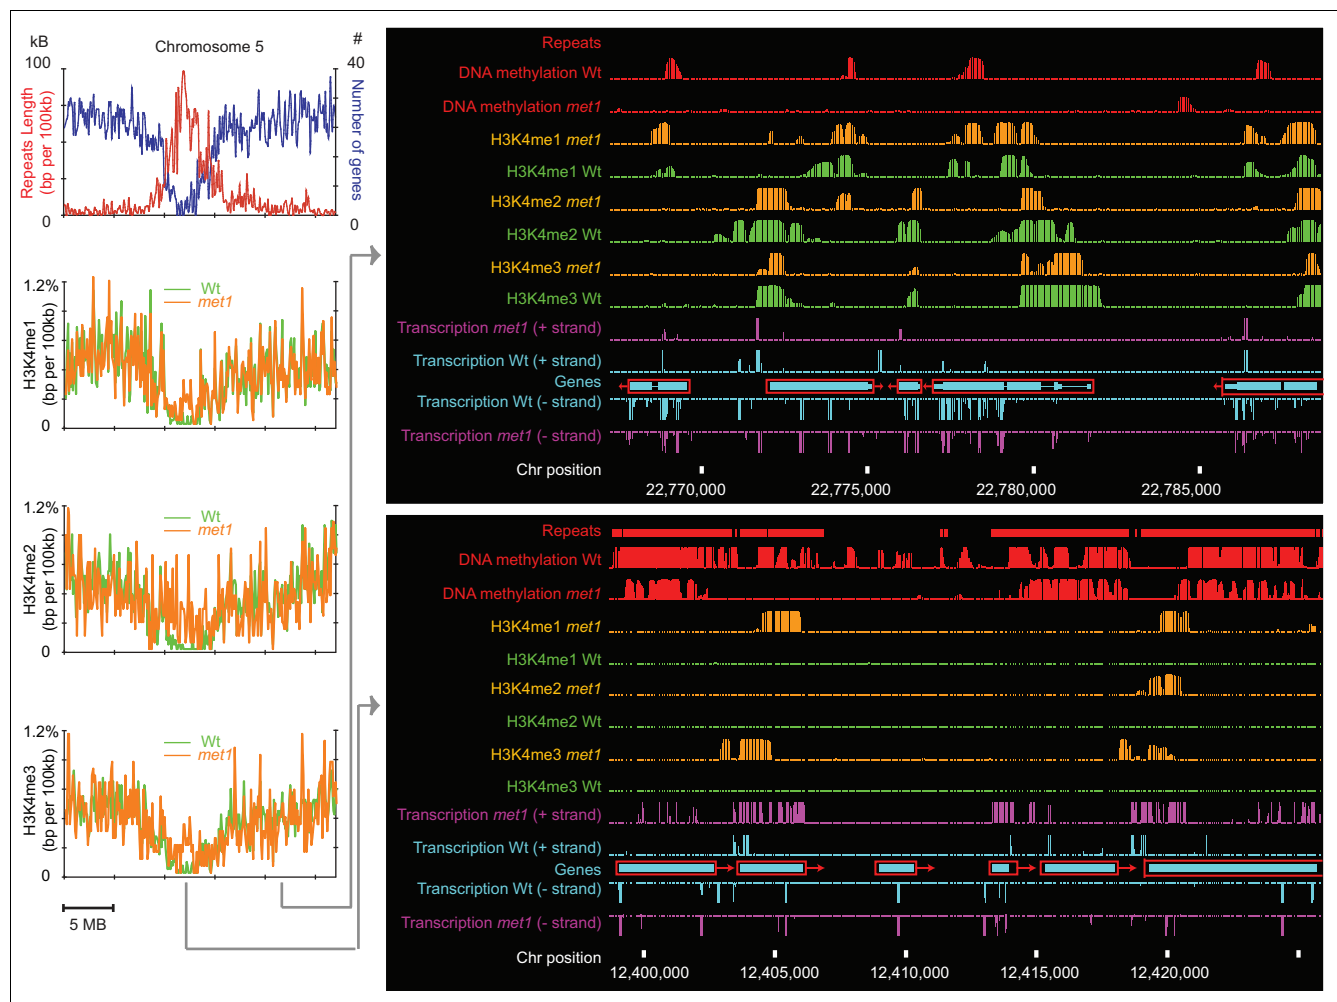 kB
Chromosome 5
#
100
40
Repeats Length
(bp per 100kb)
Number of genes
0
0
1.2%
Wt
met1
H3K4me1
(bp per 100kb)
0
1.2%
Wt
met1
H3K4me2
(bp per 100kb)
0
1.2%
Wt
met1
H3K4me3
(bp per 100kb)
0
5 MB
Repeats
DNA methylation Wt
DNA methylation met1
H3K4me1 met1
H3K4me1 Wt
H3K4me2 met1
H3K4me2 Wt
H3K4me3 met1
H3K4me3 Wt
Transcription met1 (+ strand)
Transcription Wt (+ strand)
Genes
Transcription Wt (- strand)
Transcription met1 (- strand)
Chr position
22,770,000 22,775,000 22,780,000 22,785,000
Repeats
DNA methylation Wt
DNA methylation met1
H3K4me1 met1
H3K4me1 Wt
H3K4me2 met1
H3K4me2 Wt
H3K4me3 met1
H3K4me3 Wt
Transcription met1 (+ strand)
Transcription Wt (+ strand)
Genes
Transcription Wt (- strand)
Transcription met1 (- strand)
Chr position
12,400,000 12,405,000 12,410,000 12,415,000 12,420,000